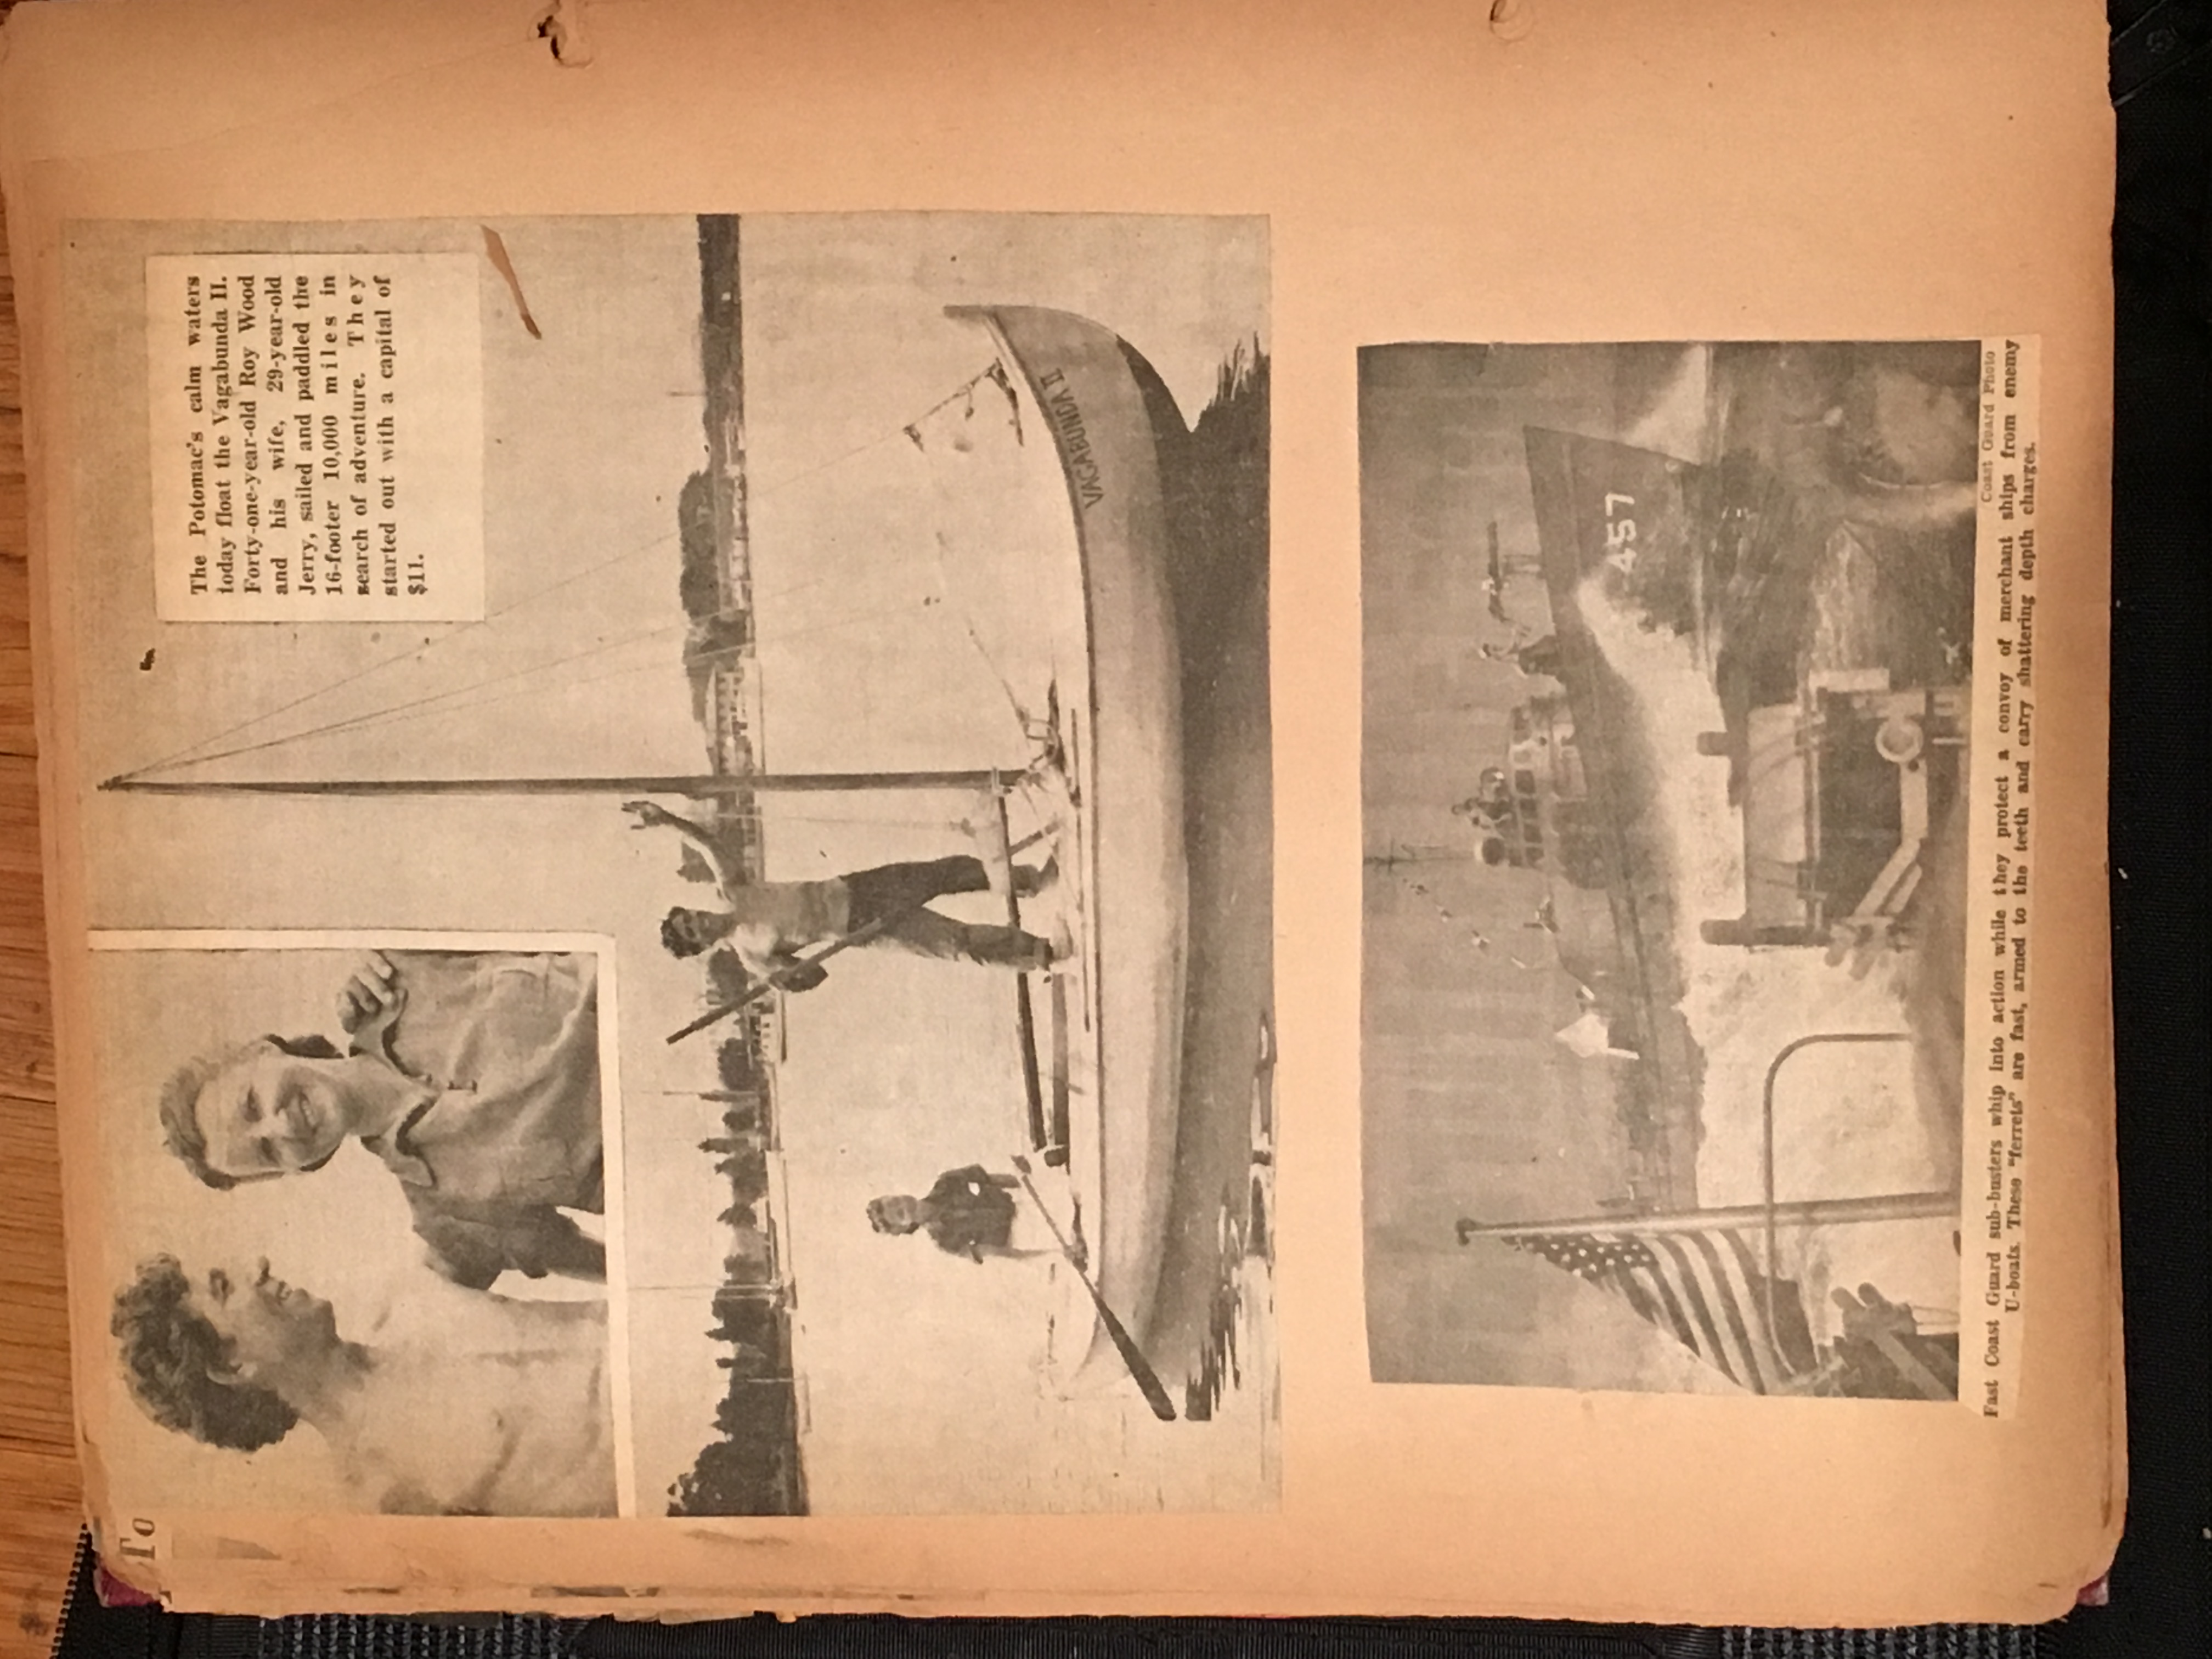 To
The Potomac's calm waters
today float the Vagabunda II.
Forty-one-year-old Roy Wood
and his wife, 29-year-old
Jerry, sailed and paddled the
16-footer 10,000 miles in
search of adventure. They
started out with a capital of
$11.
VAGABUNDA II
457
Coast Guard Photo
Fast Coast Guard sub-busters whip into action while they protect a convoy of merchant ships from enemy
U-boats. These "ferrets" are fast, armed to the teeth and carry shattering depth charges.